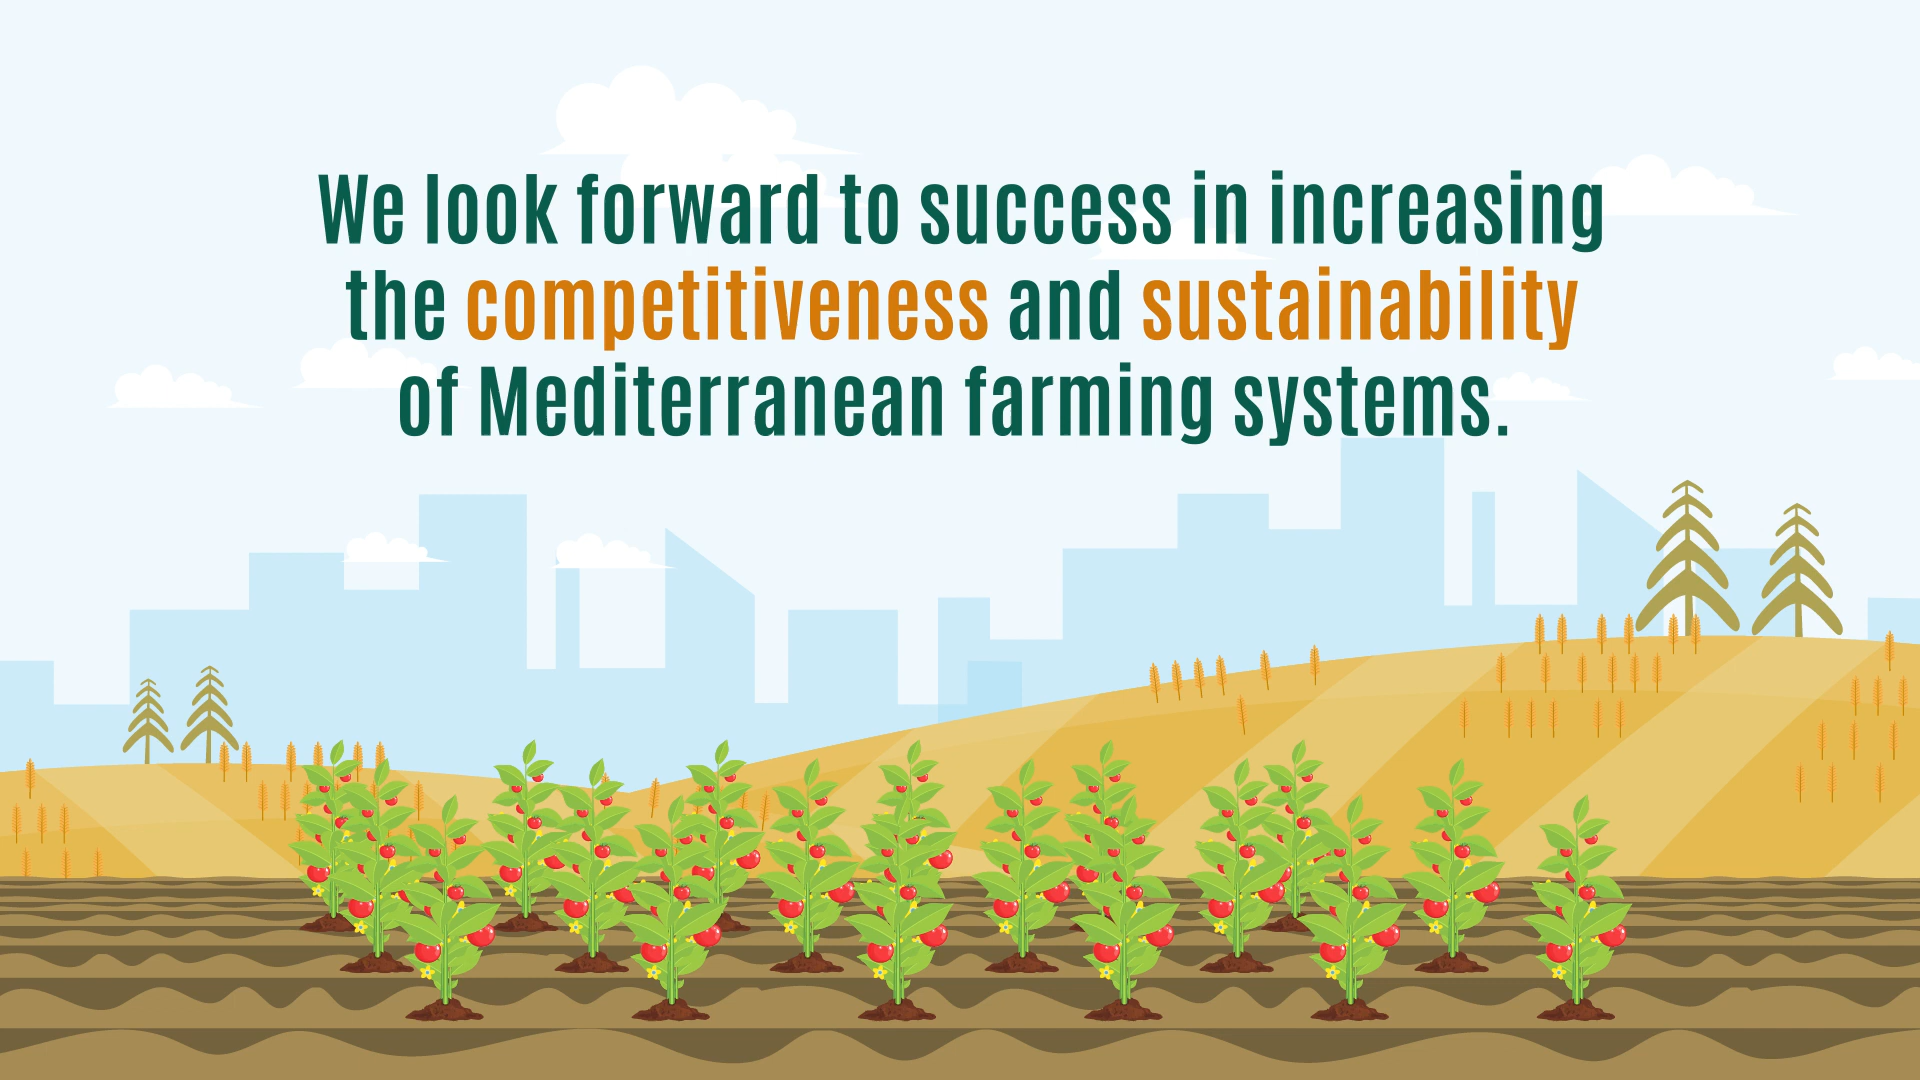 We look forward to success in increasing
the competitiveness and sustainability
of Mediterranean farming systems.